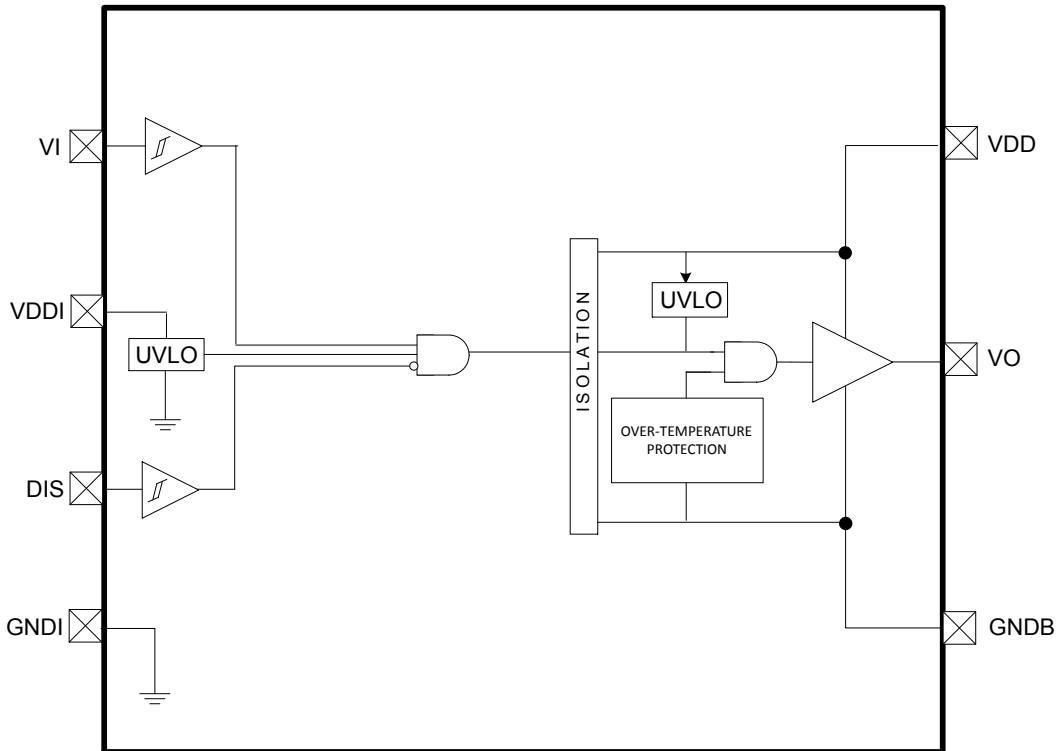 VI
VDD
VDDI
UVLO
UVLO
ISOLATION
VO
OVER-TEMPERATURE
PROTECTION
DIS
GNDI
GNDB